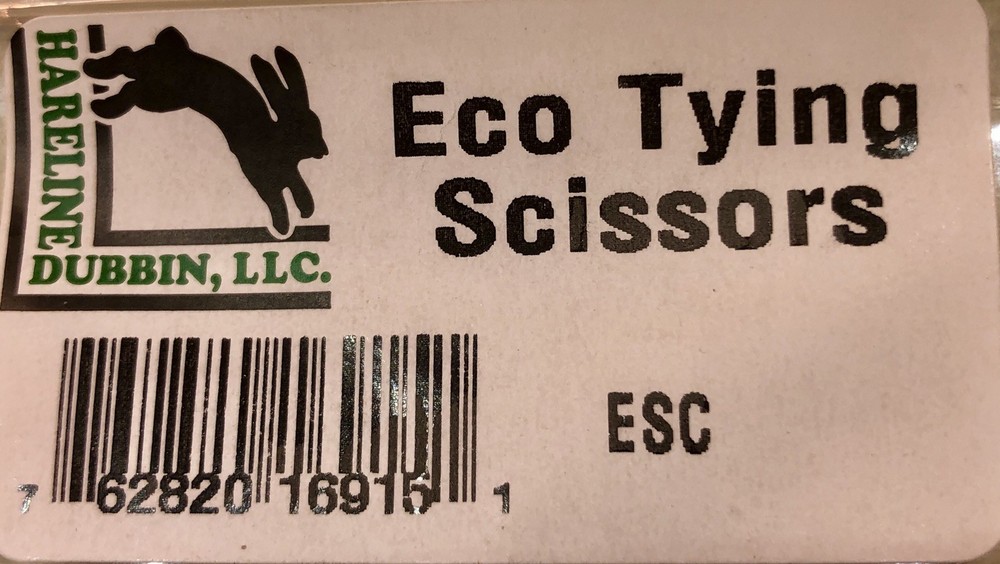 HARELINE
DUBBIN, LLC.
Eco Tying
Scissors
ESC
7 62820 16915 1